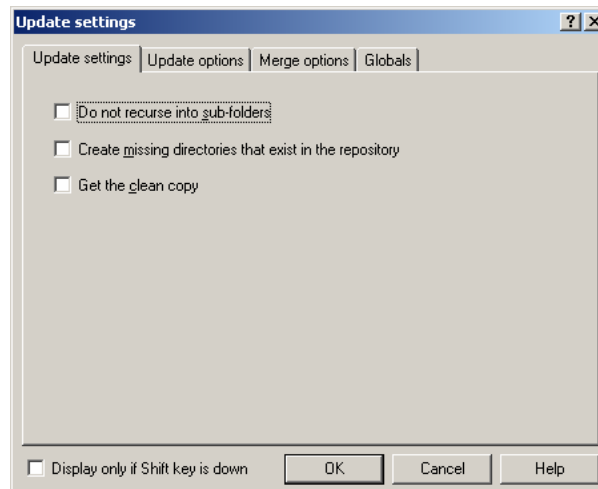 Update settings
Update settings Update options Merge options Globals
Do not recurse into sub-folders
Create missing directories that exist in the repository
Get the clean copy
Display only if Shift key is down OK Cancel Help